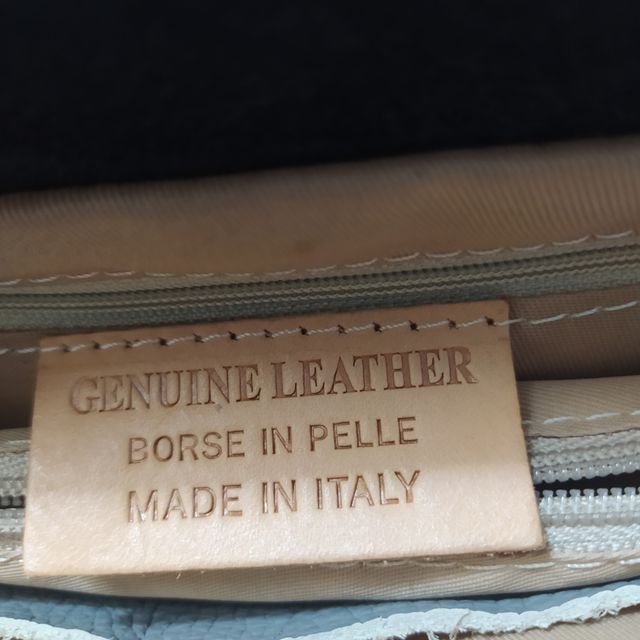 GENUINE LEATHER
BORSE IN PELLE
MADE IN ITALY